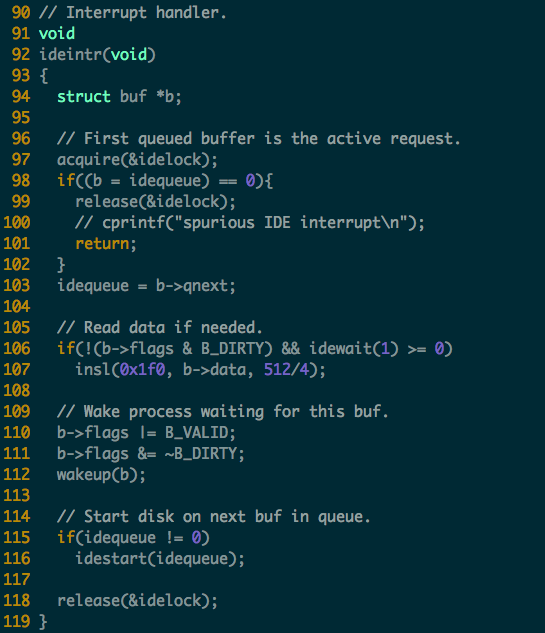 90 // Interrupt handler.
91 void
92 ideintr(void)
93 {
94   struct buf *b;
95
96   // First queued buffer is the active request.
97   acquire(&idelock);
98   if((b = idequeue) == 0){
99     release(&idelock);
100     // cprintf("spurious IDE interrupt\n");
101     return;
102   }
103   idequeue = b->qnext;
104
105   // Read data if needed.
106   if(!(b->flags & B_DIRTY) && idewait(1) >= 0)
107     insl(0x1f0, b->data, 512/4);
108
109   // Wake process waiting for this buf.
110   b->flags |= B_VALID;
111   b->flags &= ~B_DIRTY;
112   wakeup(b);
113
114   // Start disk on next buf in queue.
115   if(idequeue != 0)
116     idestart(idequeue);
117
118   release(&idelock);
119 }